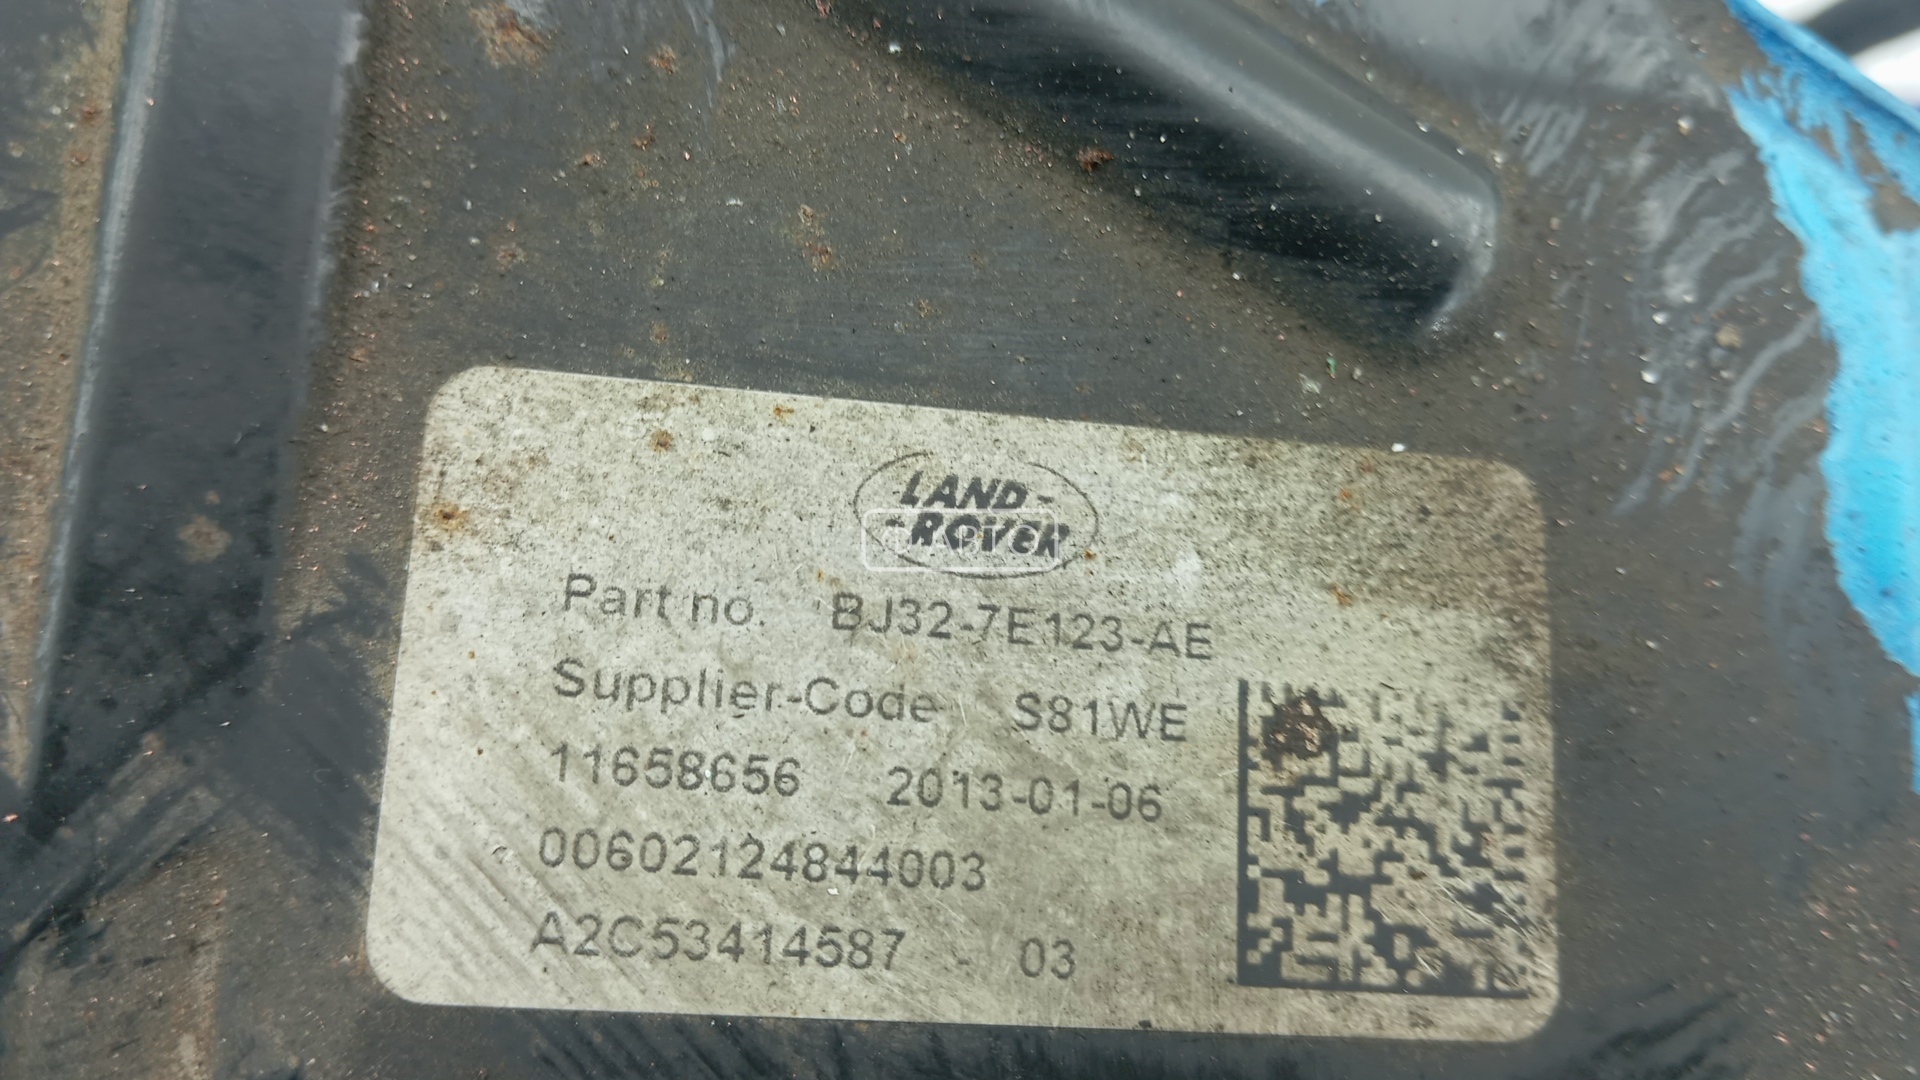 LAND-
-ROVER
Part no. BJ32-7E123-AE
Supplier-Code S81WE
11658656 2013-01-06
00602124844003
A2C53414587 - 03